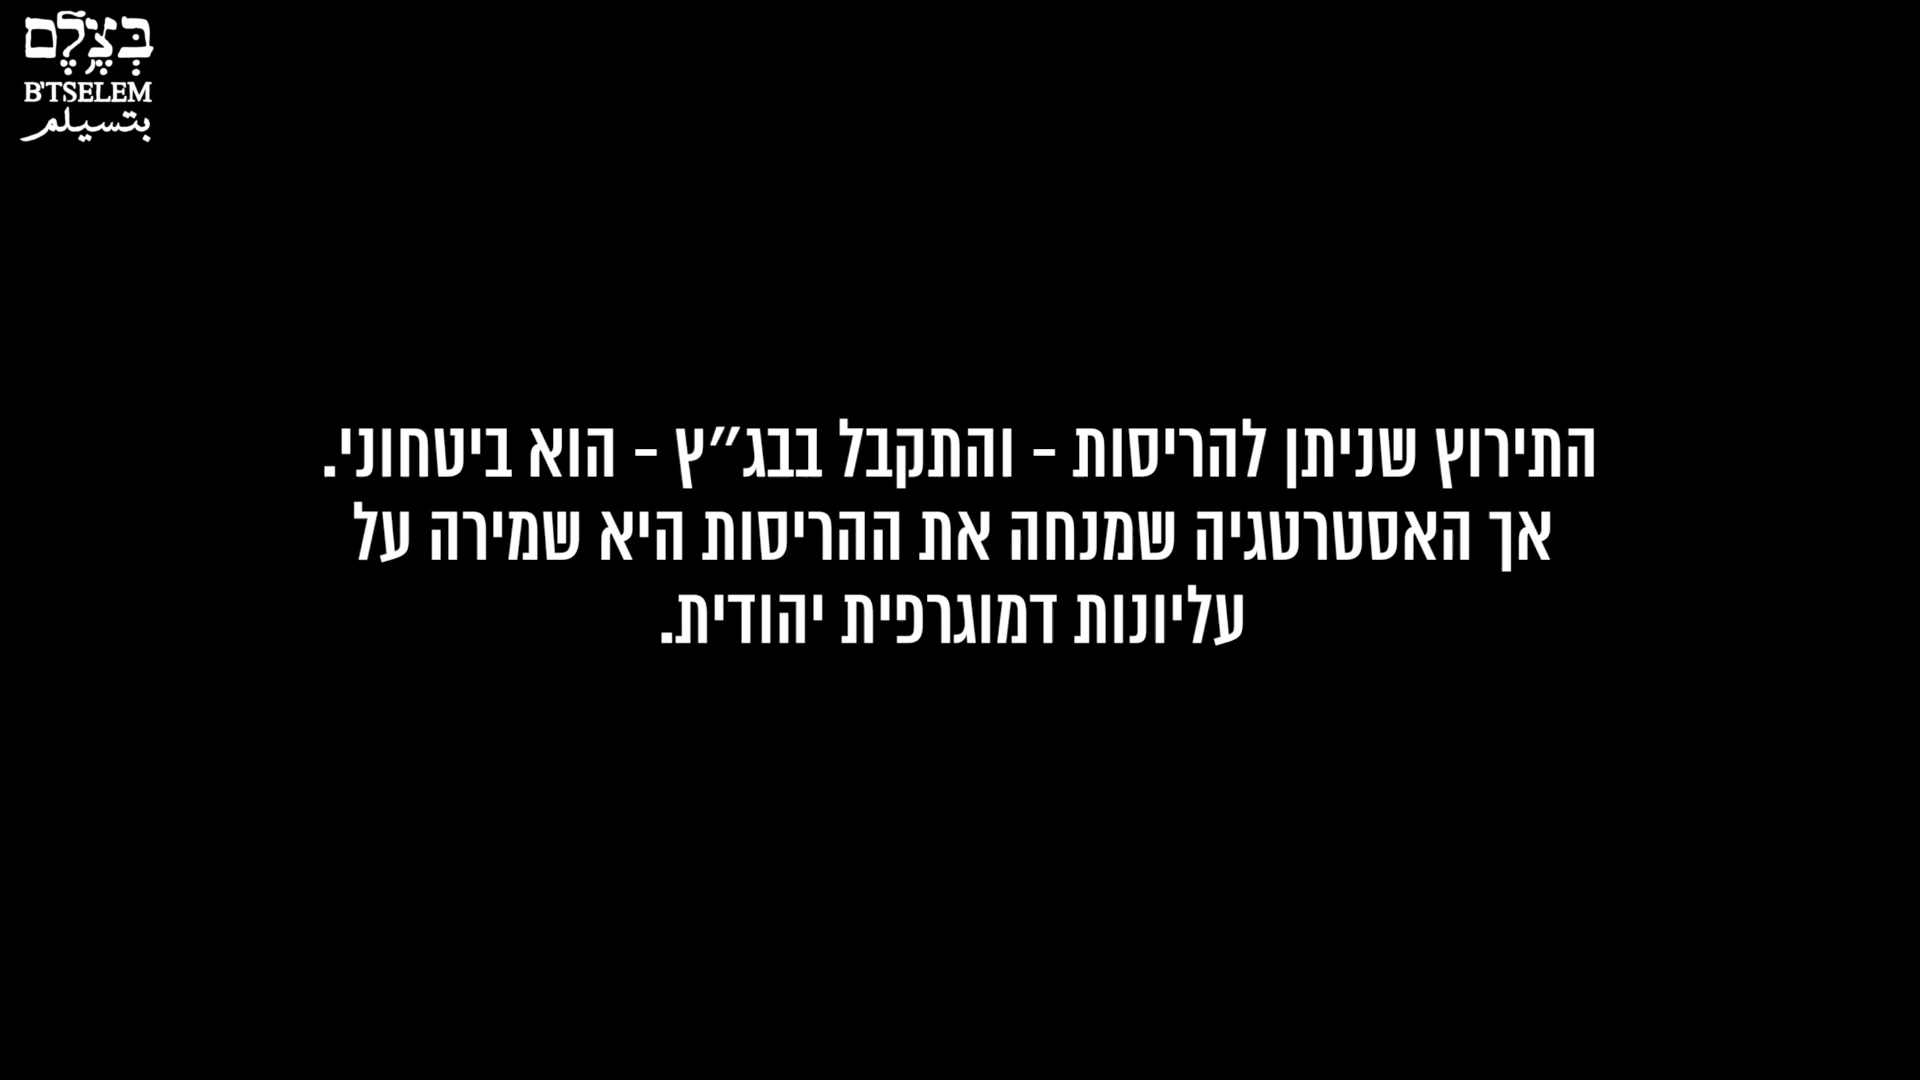 בְּצֶלֶם
B'TSELEM
بتسيلم
התירוץ שניתן להריסות - והתקבל בבג״ץ - הוא ביטחוני.
אך האסטרטגיה שמנחה את ההריסות היא שמירה על
עליונות דמוגרפית יהודית.